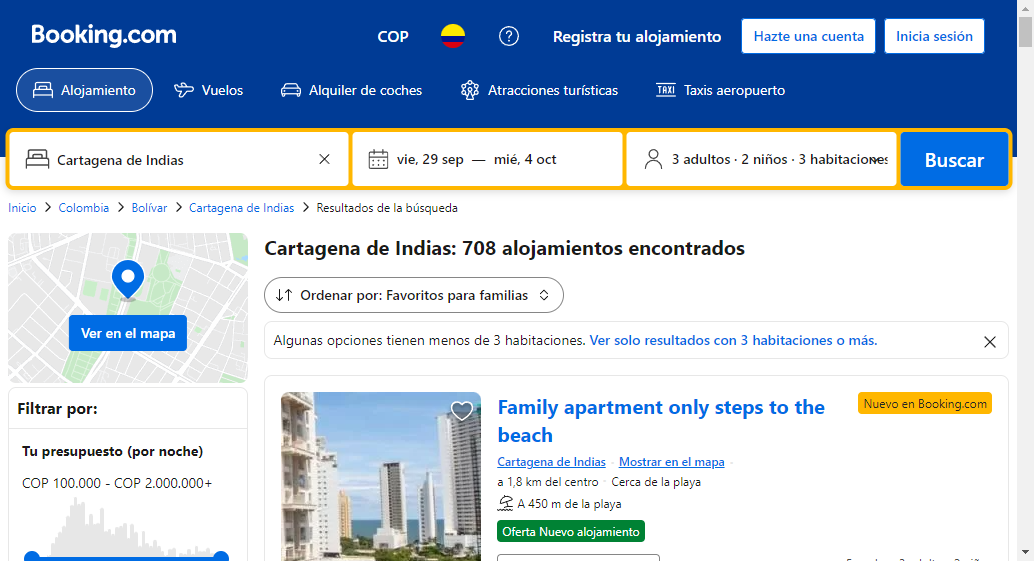 Booking.com
COP
Registra tu alojamiento
Hazte una cuenta
Inicia sesión
Alojamiento
Vuelos
Alquiler de coches
Atracciones turísticas
TAXI Taxis aeropuerto
Cartagena de Indias
vie, 29 sep — mié, 4 oct
3 adultos · 2 niños · 3 habitaciones
Buscar
Inicio > Colombia > Bolívar > Cartagena de Indias > Resultados de la búsqueda
Ver en el mapa
Cartagena de Indias: 708 alojamientos encontrados
Ordenar por: Favoritos para familias
Algunas opciones tienen menos de 3 habitaciones. Ver solo resultados con 3 habitaciones o más.
Filtrar por:
Tu presupuesto (por noche)
COP 100.000 - COP 2.000.000+
Family apartment only steps to the
beach
Nuevo en Booking.com
Cartagena de Indias · Mostrar en el mapa ·
a 1,8 km del centro · Cerca de la playa
A 450 m de la playa
Oferta Nuevo alojamiento